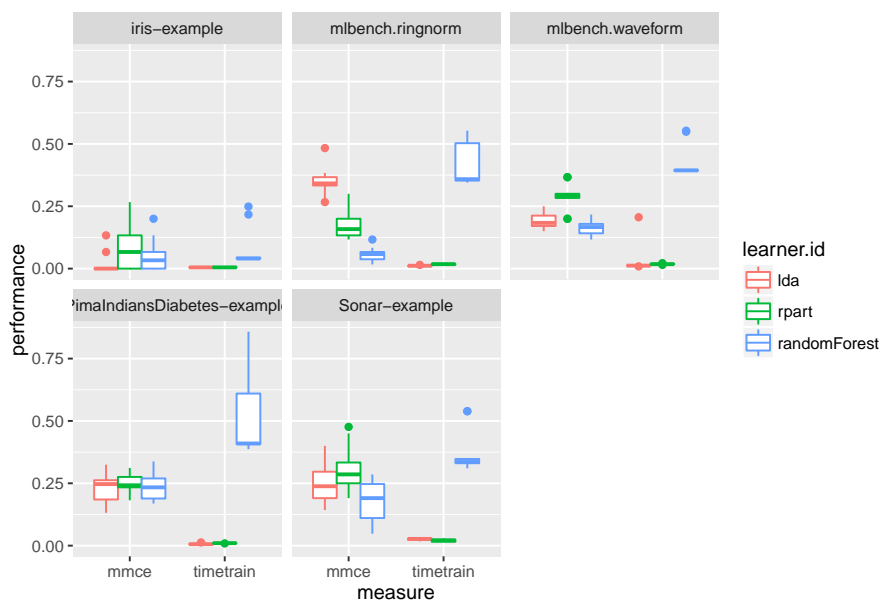 iris−example
mlbench.ringnorm
mlbench.waveform
0.75
0.50
0.25
0.00
PimaIndiansDiabetes−example
Sonar−example
0.75
0.50
0.25
0.00
mmce
timetrain
mmce
timetrain
measure
performance
learner.id
lda
rpart
randomForest